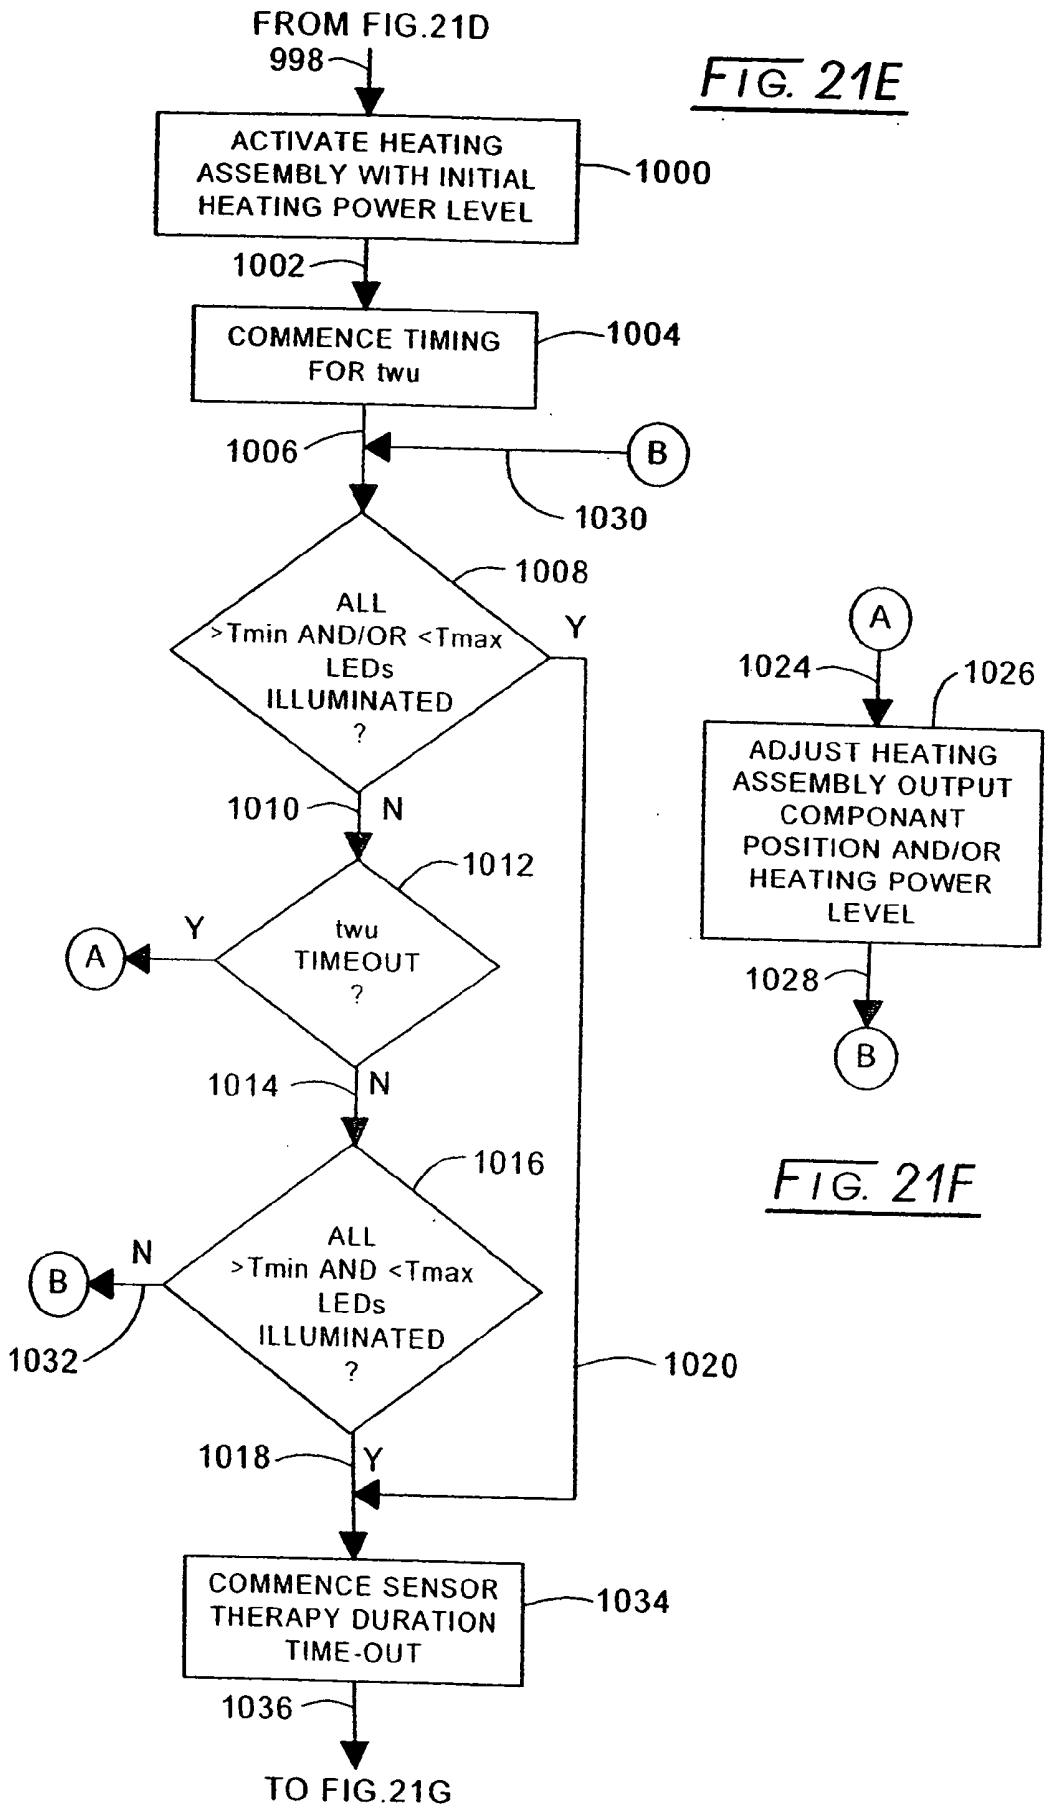 FROM FIG.21D
998
FIG. 21E
ACTIVATE HEATING
ASSEMBLY WITH INITIAL
HEATING POWER LEVEL
1000
1002
COMMENCE TIMING
FOR twu
1004
1006
B
1030
1008
ALL
>Tmin AND/OR <Tmax
LEDs
ILLUMINATED
?
Y
1010
N
1012
twu
TIMEOUT
?
Y
A
1014
N
1016
ALL
>Tmin AND <Tmax
LEDs
ILLUMINATED
?
N
B
1032
1020
1018
Y
COMMENCE SENSOR
THERAPY DURATION
TIME-OUT
1034
1036
TO FIG.21G
A
1024
1026
ADJUST HEATING
ASSEMBLY OUTPUT
COMPONANT
POSITION AND/OR
HEATING POWER
LEVEL
1028
B
FIG. 21F